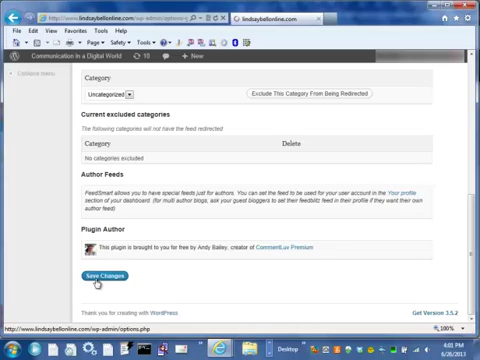 http://www.lindsaybellonline.com/wp-admin/options-g
www.lindsaybellonline.com
File Edit View Favorites Tools Help
Page Safety Tools
Communication In a Digital World 10 + New
Collapse menu
Category
Uncategorized Exclude This Category From Being Redirected
Current excluded categories
The following categories will not have the feed redirected
Category Delete
No categories excluded
Author Feeds
FeedSmart allows you to have special feeds just for authors. You can set the feed to be used for your user account in the Your profile
section of your dashboard. (for multi author blogs, ask your guest bloggers to set their feedblitz feed in their profile if they want their own
author feed)
Plugin Author
This plugin is brought to you for free by Andy Bailey, creator of CommentLuv Premium
Save Changes
Thank you for creating with WordPress Get Version 3.5.2
http://www.lindsaybellonline.com/wp-admin/options.php
100%
Desktop
4:01 PM
6/26/2013